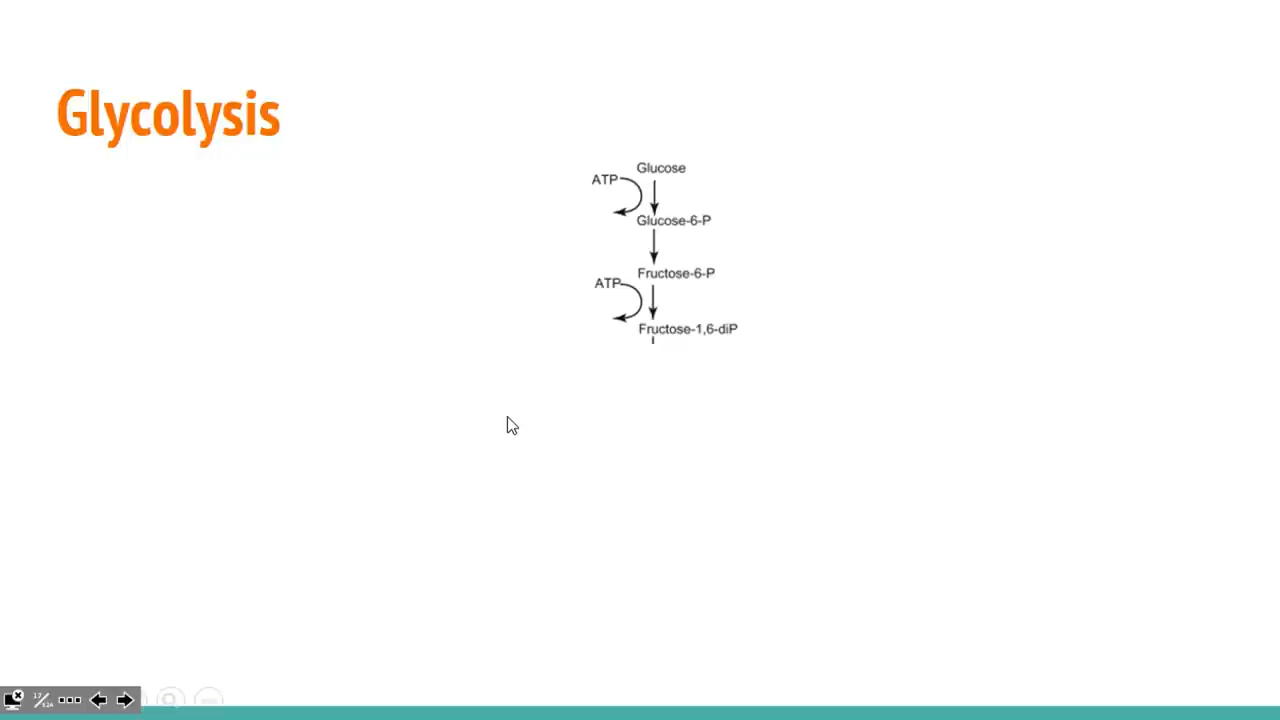 Glycolysis
Glucose
ATP
Glucose-6-P
Fructose-6-P
ATP
Fructose-1,6-diP